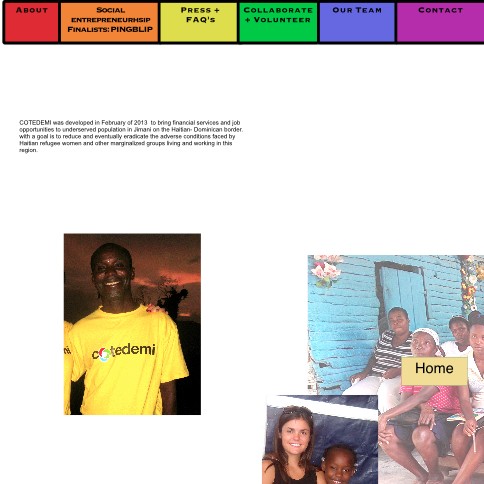 About
Social
entrepreneurhsip
Finalists: PINGBLIP
Press +
FAQ's
Collaborate
+ Volunteer
Our Team
Contact
COTEDEMI was developed in February of 2013 to bring financial services and job
opportunities to underserved population in Jimani on the Haitian- Dominican border.
with a goal is to reduce and eventually eradicate the adverse conditions faced by
Haitian refugee women and other marginalized groups living and working in this
region.
cotedemi
Home